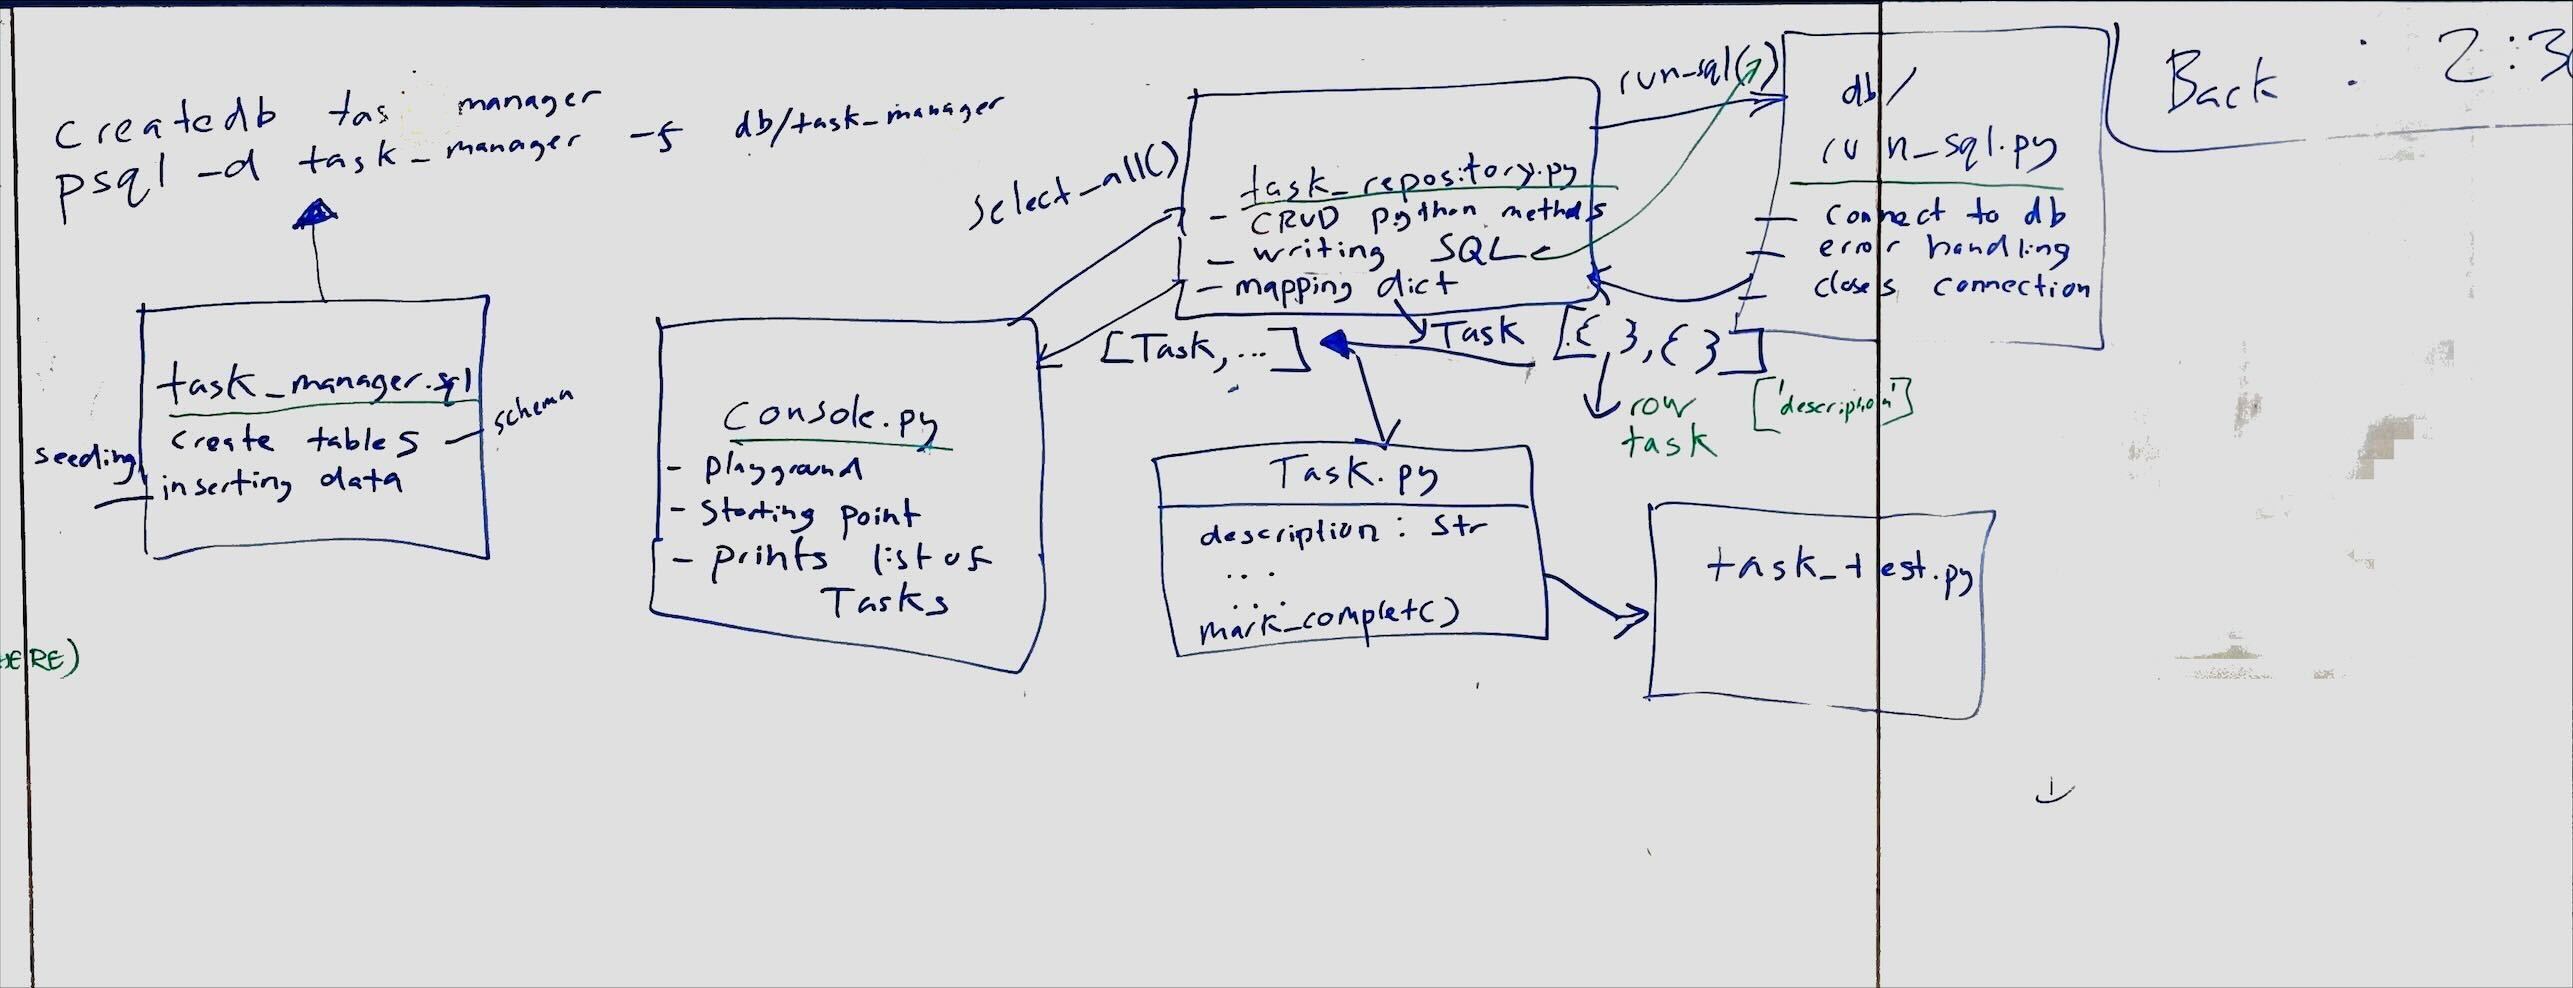 createdb tas manager
psql -d task_manager -f db/task_manager
task_manager.sql
create tables
schema
seeding
inserting data
HERE)
Console.py
- playground
- starting point
- prints list of
Tasks
select_all()
task_repository.py
- CRUD python methods
- writing SQL
- mapping dict
Task
[Task, ...]
[{ }, { }]
row
task
['description']
run_sql( )
db/
run_sql.py
- connect to db
- error handling
- closes connection
Back : 2:3
Task.py
description : str
...
....
mark_complet()
task_test.py